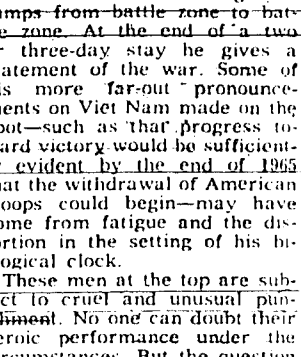 umps from battle zone to bat-
e zone. At the end of a two
r three-day stay he gives a
atement of the war. Some of
is more far-out pronounce-
ents on Viet Nam made on the
pot—such as that progress to-
ard victory would be sufficient-
y evident by the end of 1965
hat the withdrawal of American
oops could begin—may have
ome from fatigue and the dis-
ortion in the setting of his bi-
ogical clock.
These men at the top are sub-
ct to cruel and unusual pun-
hment. No one can doubt their
eroic performance under the
rcumstances. But the question